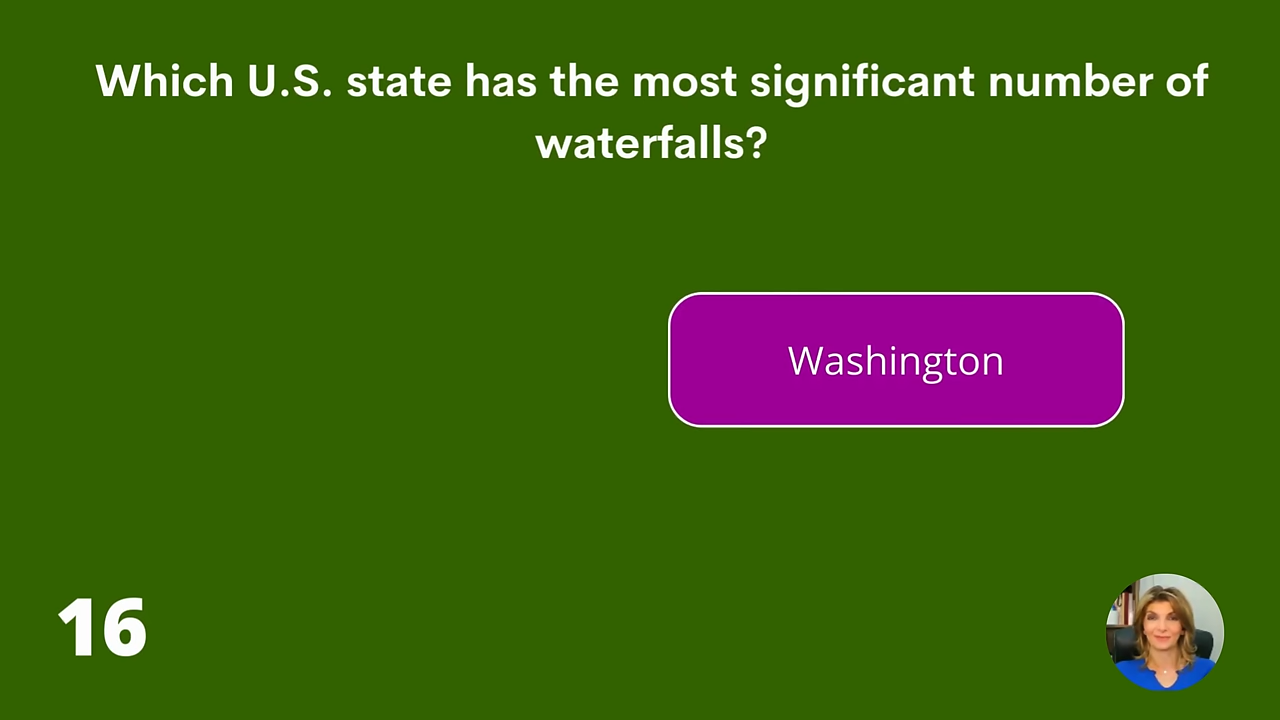 Which U.S. state has the most significant number of
waterfalls?
Washington
16